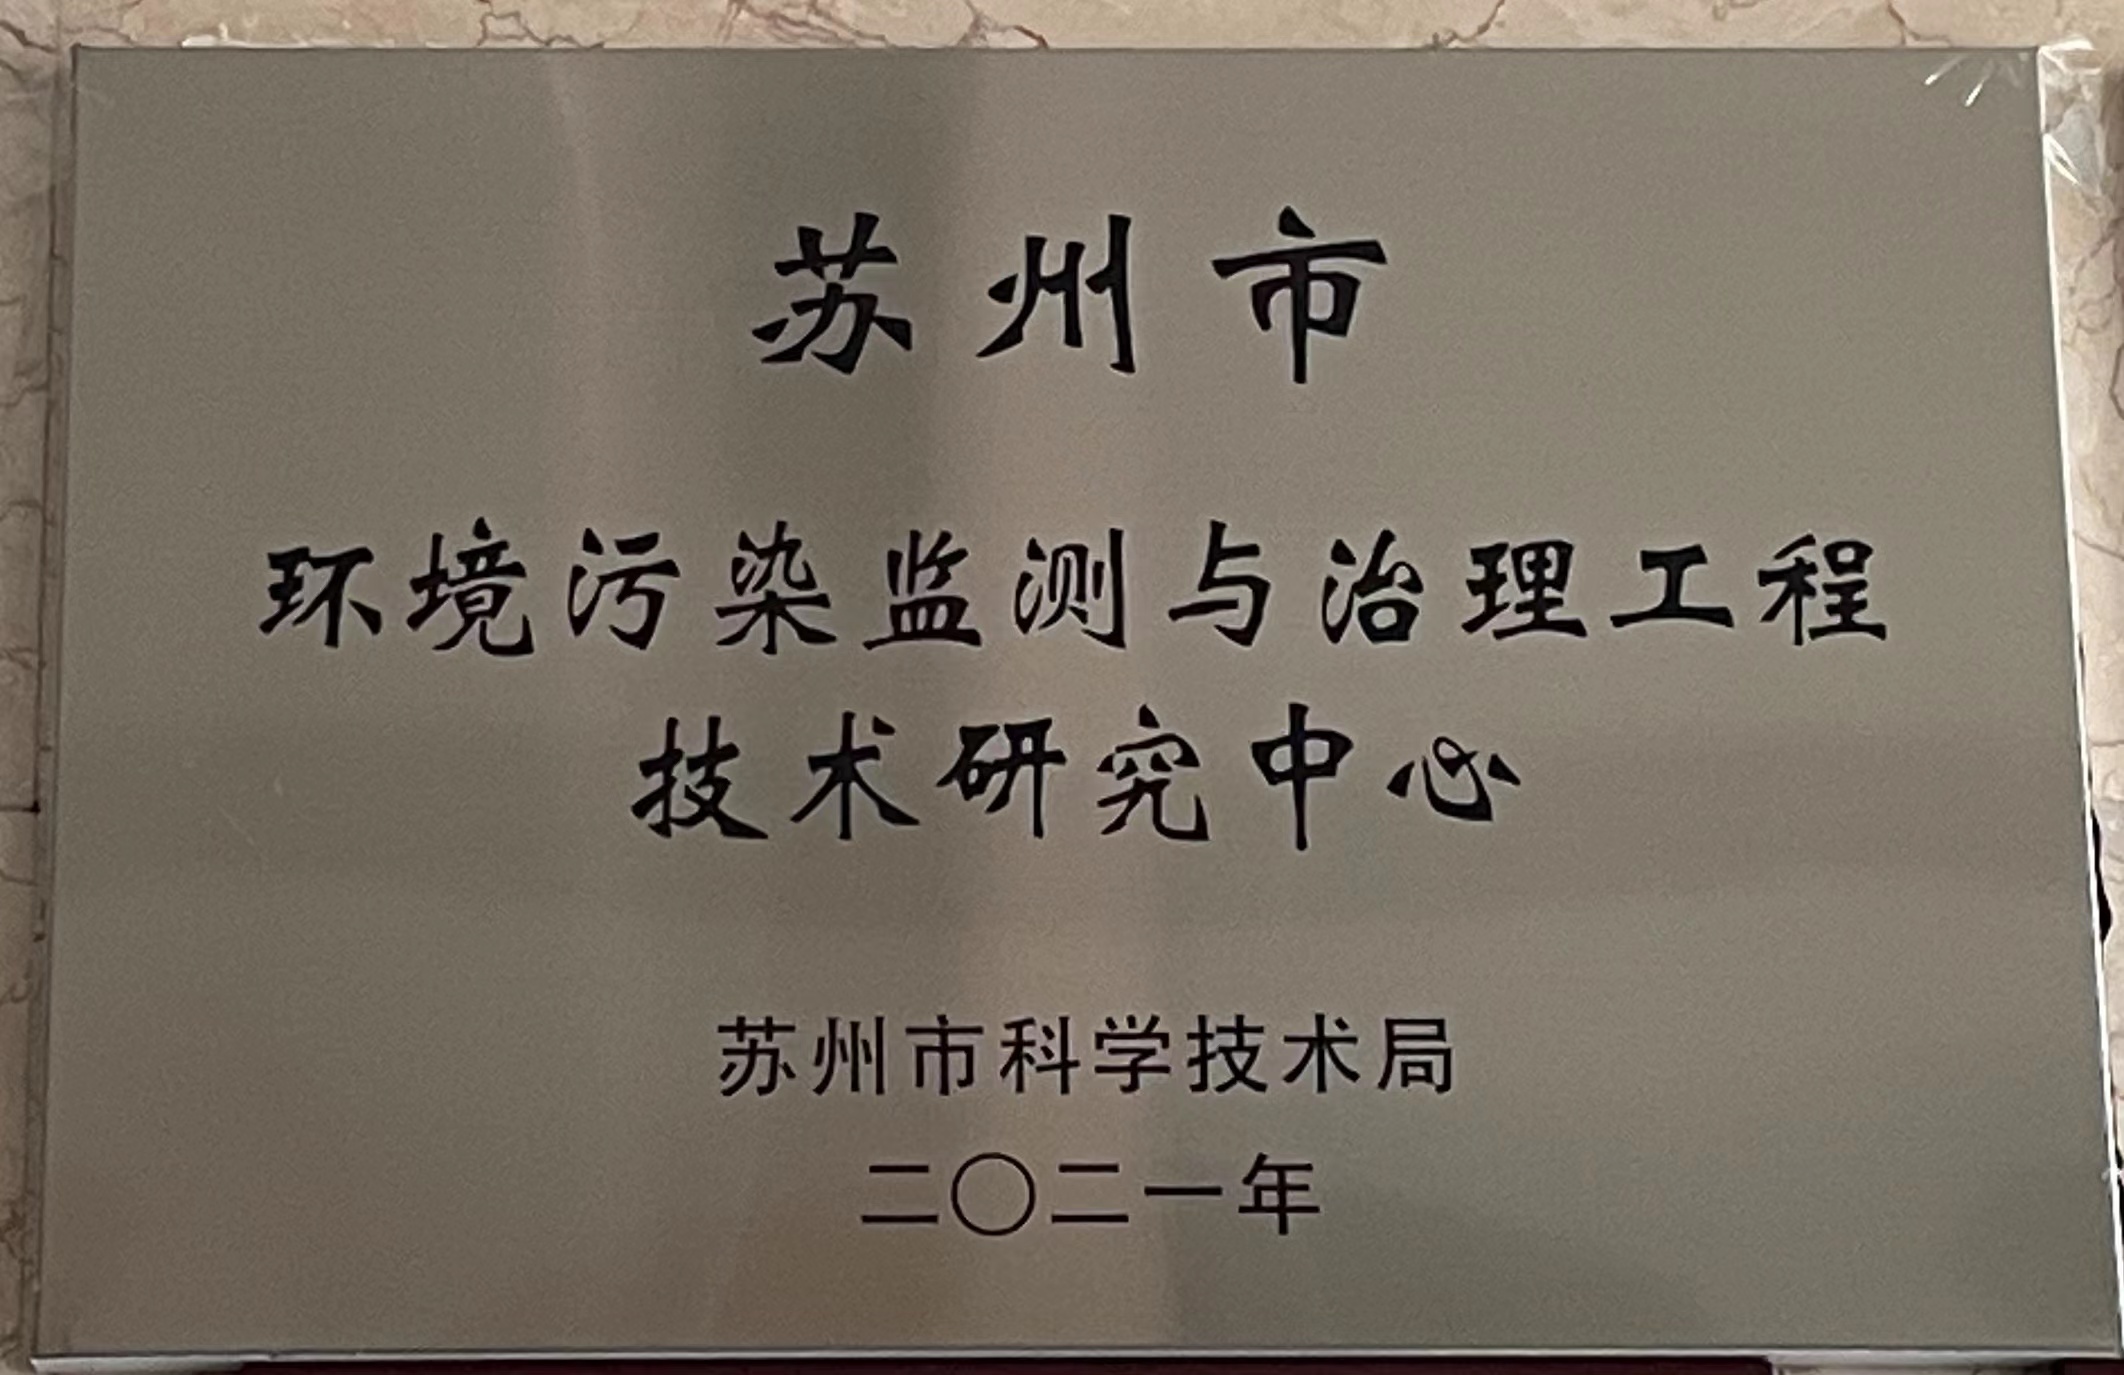 苏州市
环境污染监测与治理工程
技术研究中心
苏州市科学技术局
二〇二一年